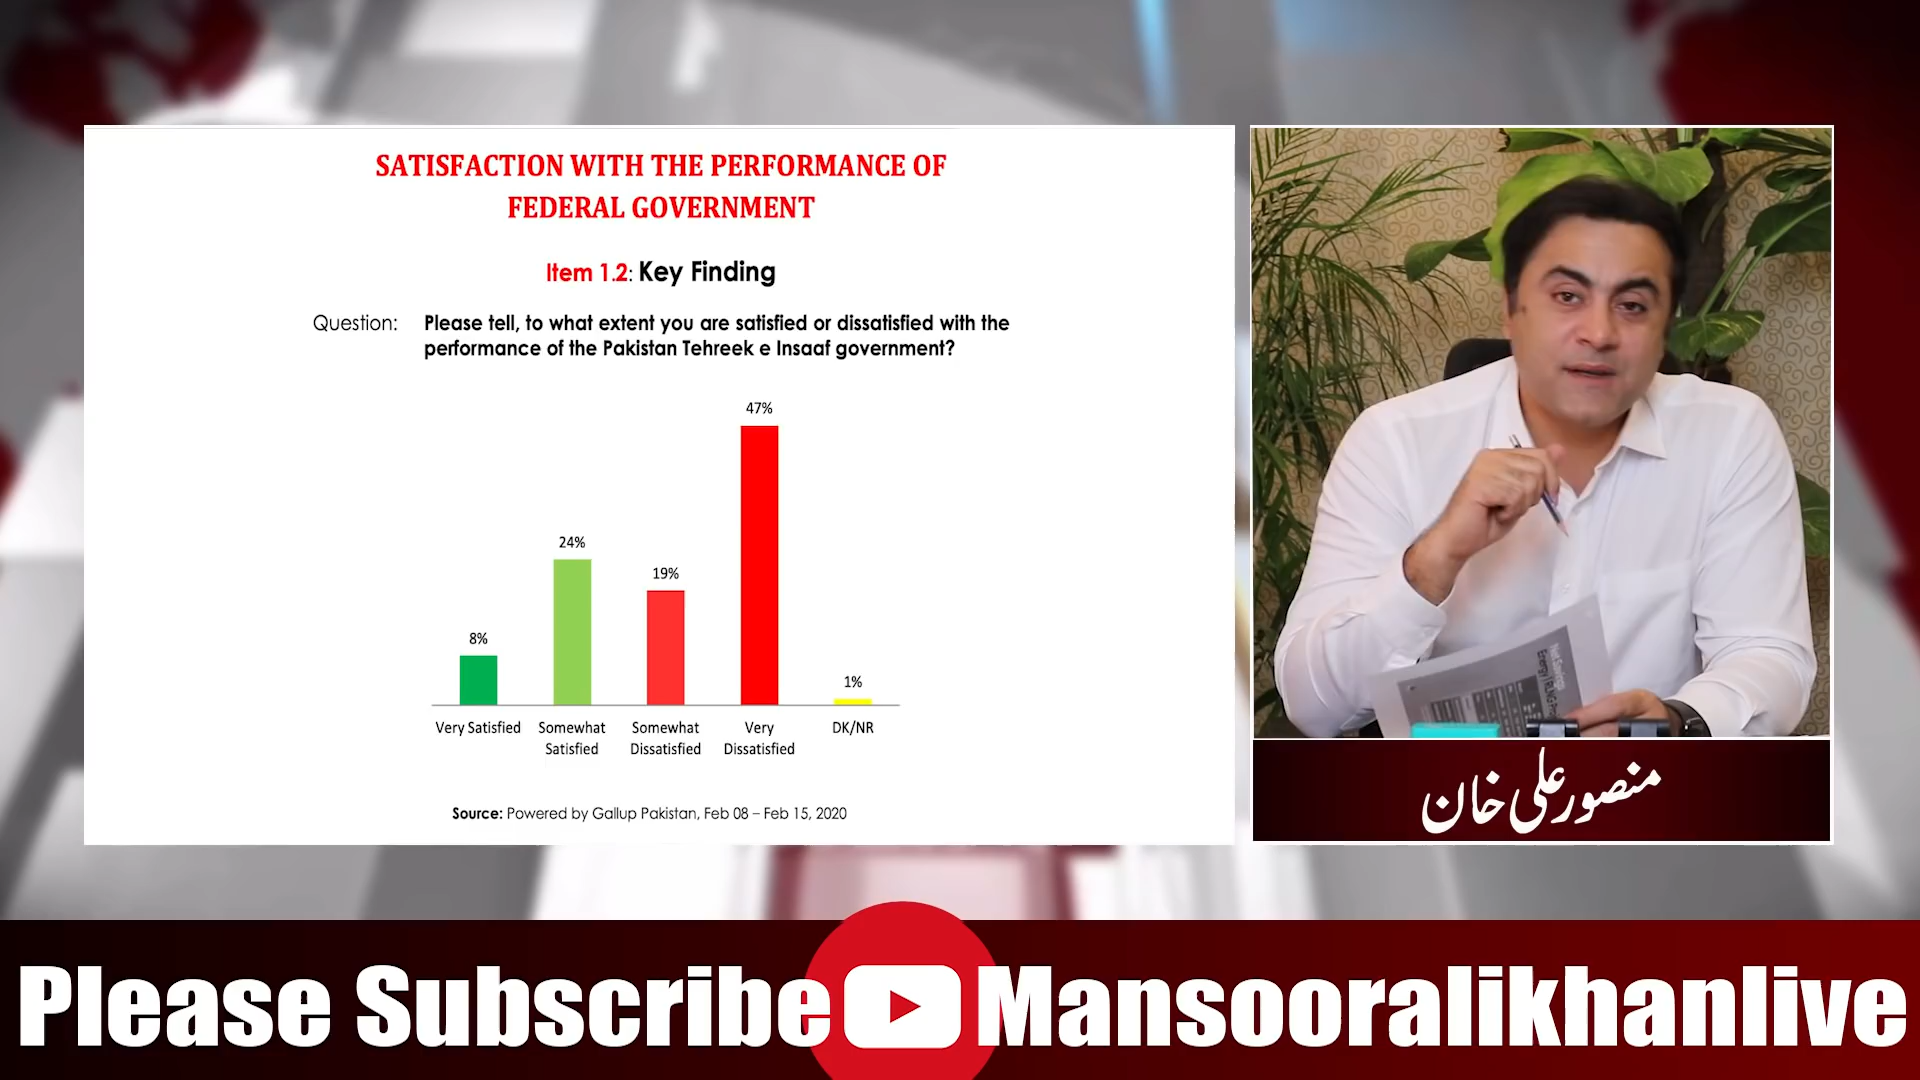 SATISFACTION WITH THE PERFORMANCE OF
FEDERAL GOVERNMENT
Item 1.2: Key Finding
Question: Please tell, to what extent you are satisfied or dissatisfied with the
performance of the Pakistan Tehreek e Insaaf government?
47%
24%
19%
8%
1%
Very Satisfied
Somewhat
Satisfied
Somewhat
Dissatisfied
Very
Dissatisfied
DK/NR
Source: Powered by Gallup Pakistan, Feb 08 – Feb 15, 2020
منصور علی خان
Please Subscribe Mansooralikhanlive